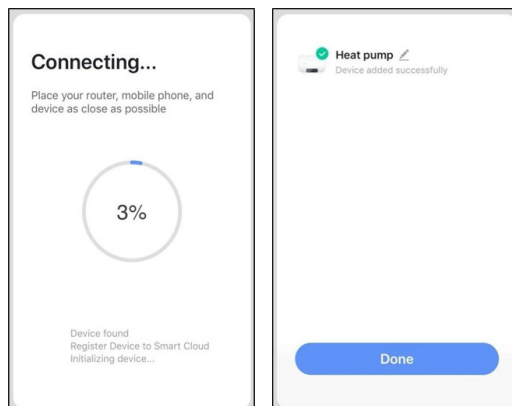 Connecting...
Place your router, mobile phone, and
device as close as possible
3%
Device found
Register Device to Smart Cloud
Initializing device...
Heat pump
Device added successfully
Done